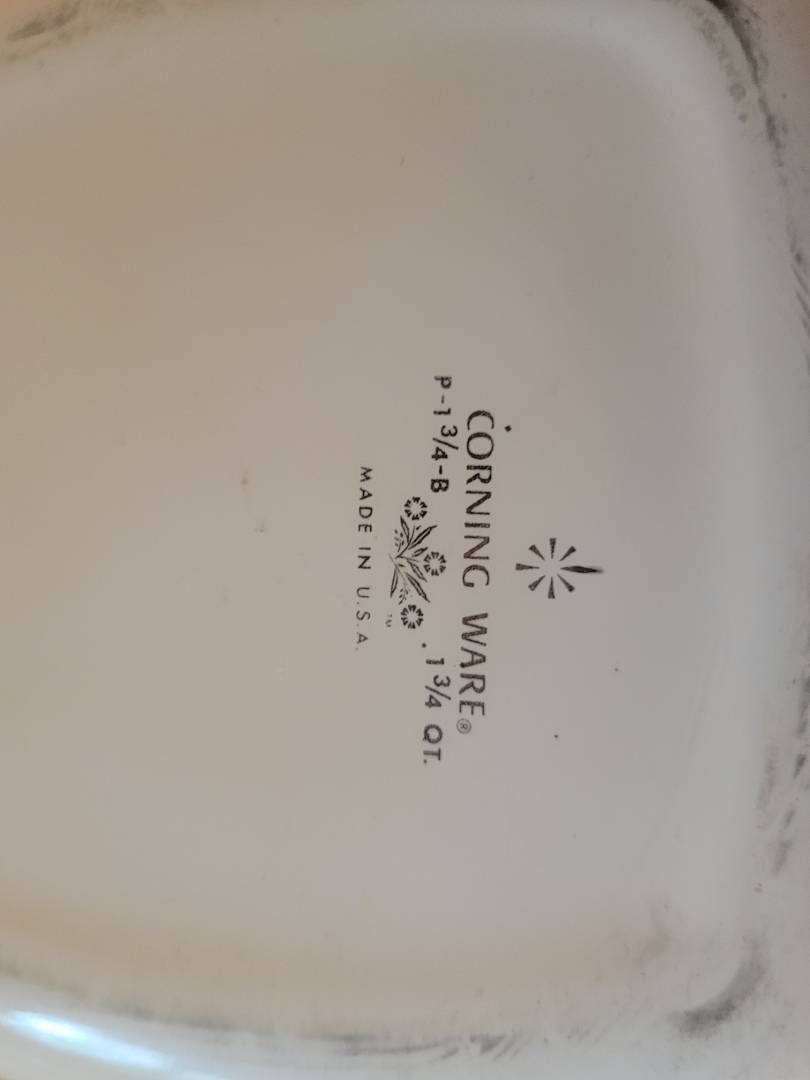 CORNING WARE®
P-1 3/4-B 1 3/4 QT.
TM
MADE IN U.S.A.